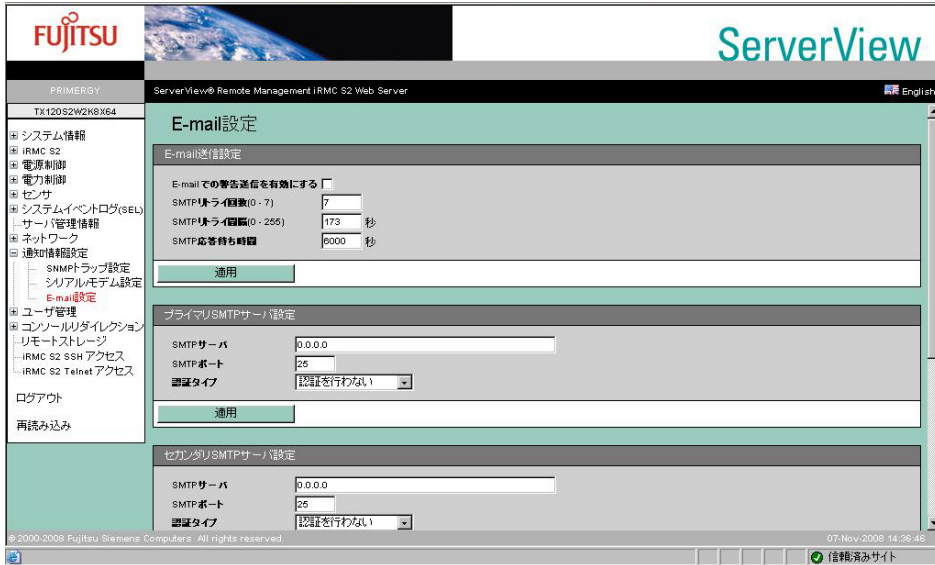 FUJITSU
ServerView
PRIMERGY
ServerView® Remote Management iRMC S2 Web Server
English
TX120S2W2K8X64
システム情報
iRMC S2
電源制御
電力制御
センサ
システムイベントログ(SEL)
サーバ管理情報
ネットワーク
通知情報設定
SNMPトラップ設定
シリアル/モデム設定
E-mail設定
ユーザ管理
コンソールリダイレクション
リモートストレージ
iRMC S2 SSH アクセス
iRMC S2 Telnet アクセス
ログアウト
再読み込み
E-mail設定
E-mail送信設定
E-mail での警告送信を有効にする
SMTPリトライ回数(0 - 7) 7
SMTPリトライ間隔(0 - 255) 173 秒
SMTP応答待ち時間 6000 秒
適用
プライマリSMTPサーバ設定
SMTPサーバ 0.0.0.0
SMTPポート 25
認証タイプ 認証を行わない
適用
セカンダリSMTPサーバ設定
SMTPサーバ 0.0.0.0
SMTPポート 25
認証タイプ 認証を行わない
© 2000-2008 Fujitsu Siemens Computers All rights reserved.
07-Nov-2008 14:36:46
信頼済みサイト